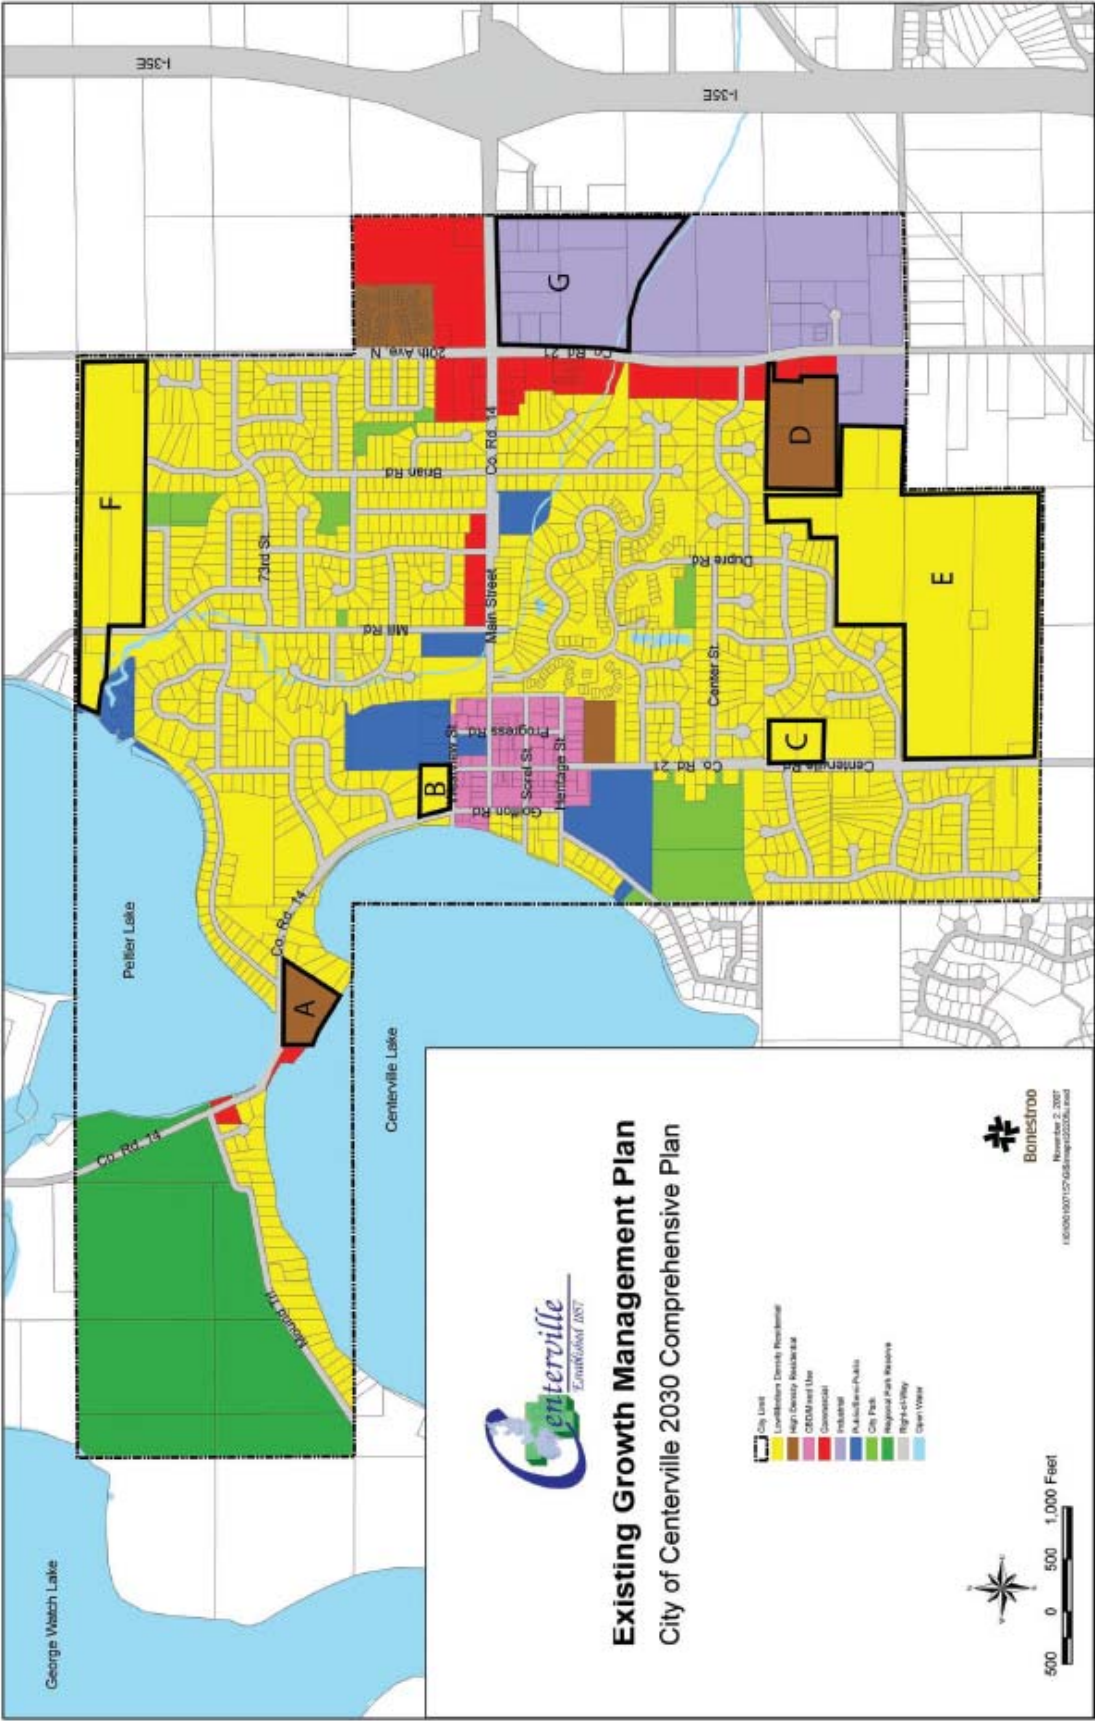 George Watch Lake
Peltier Lake
Centerville Lake
I-35E
I-35E
Co. Rd. 14
Co. Rd. 14
Mound Trl
A
B
C
D
E
F
G
73rd St
Mill Rd
Brian Rd
20th Ave. N.
Co. Rd. 14
Co. Rd. 21
Main Street
Progress Rd
Sorel St
Heritage St
Goiffon Rd
Co. Rd 21
Centerville Rd
Center St
Dupre Rd
Centerville
Established 1857
Existing Growth Management Plan
City of Centerville 2030 Comprehensive Plan
City Limit
Low/Medium Density Residential
High Density Residential
CBD/Mixed Use
Commercial
Industrial
Public/Semi-Public
City Park
Regional Park Reserve
Right-of-Way
Open Water
500 0 500 1,000 Feet
Bonestroo
November 2, 2007